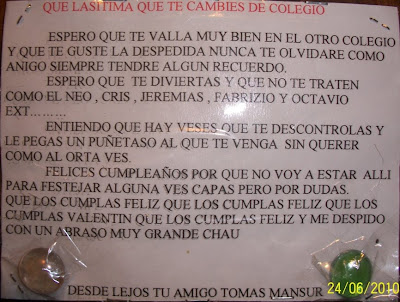 QUE LASITIMA QUE TE CAMBIES DE COLEGIO
ESPERO QUE TE VALLA MUY BIEN EN EL OTRO COLEGIO
Y QUE TE GUSTE LA DESPEDIDA NUNCA TE OLVIDARE COMO
ANIGO SIEMPRE TENDRE ALGUN RECUERDO.
ESPERO QUE TE DIVIERTAS Y QUE NO TE TRATEN
COMO EL NEO , CRIS , JEREMIAS , FABRIZIO Y OCTAVIO
EXT.........
ENTIENDO QUE HAY VESES QUE TE DESCONTROLAS Y
LE PEGAS UN PUÑETASO AL QUE TE VENGA SIN QUERER
COMO AL ORTA VES.
FELICES CUMPLEAÑOS POR QUE NO VOY A ESTAR ALLI
PARA FESTEJAR ALGUNA VES CAPAS PERO POR DUDAS.
QUE LOS CUMPLAS FELIZ QUE LOS CUMPLAS FELIZ QUE LOS
CUMPLAS VALENTIN QUE LOS CUMPLAS FELIZ Y ME DESPIDO
CON UN ABRASO MUY GRANDE CHAU
DESDE LEJOS TU AMIGO TOMAS MANSUR
24/06/2010